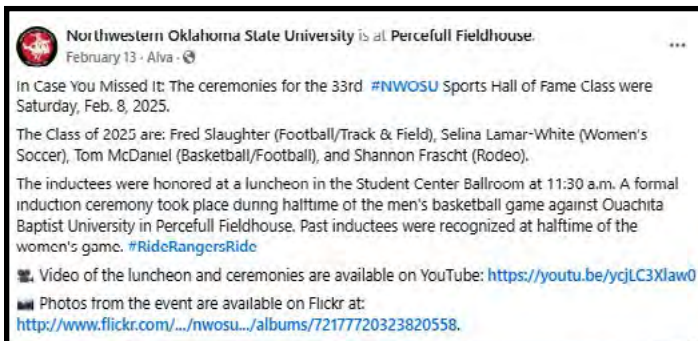 Northwestern Oklahoma State University is at Percefull Fieldhouse.
February 13 · Alva ·
In Case You Missed It: The ceremonies for the 33rd #NWOSU Sports Hall of Fame Class were
Saturday, Feb. 8, 2025.
The Class of 2025 are: Fred Slaughter (Football/Track & Field), Selina Lamar-White (Women's
Soccer), Tom McDaniel (Basketball/Football), and Shannon Frascht (Rodeo).
The inductees were honored at a luncheon in the Student Center Ballroom at 11:30 a.m. A formal
induction ceremony took place during halftime of the men's basketball game against Ouachita
Baptist University in Percefull Fieldhouse. Past inductees were recognized at halftime of the
women's game. #RideRangersRide
Video of the luncheon and ceremonies are available on YouTube: https://youtu.be/ycjLC3Xlaw0
Photos from the event are available on Flickr at:
http://www.flickr.com/.../nwosu.../albums/72177720323820558.